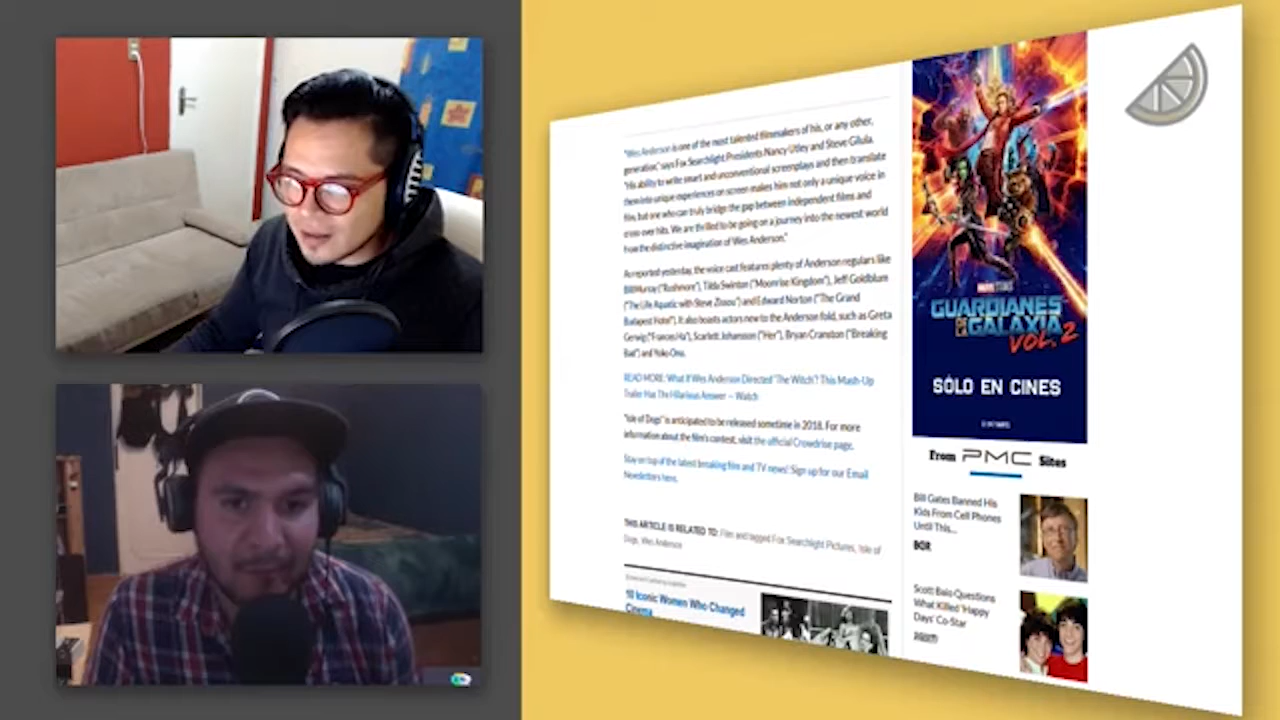 "Wes Anderson is one of the most talented filmmakers of his, or any other,
generation," says Fox Searchlight Presidents Nancy Utley and Steve Gilula.
"His ability to write smart and unconventional screenplays and then translate
them into unique experiences on screen makes him not only a unique voice in
film, but one who can truly bridge the gap between independent films and
cross over hits. We are thrilled to be going on a journey into the newest world
from the distinctive imagination of Wes Anderson."
As reported yesterday, the voice cast features plenty of Anderson regulars like
Bill Murray ("Rushmore"), Tilda Swinton ("Moonrise Kingdom"), Jeff Goldblum
("The Life Aquatic with Steve Zissou") and Edward Norton ("The Grand
Budapest Hotel"). It also boasts actors new to the Anderson fold, such as Greta
Gerwig ("Frances Ha"), Scarlett Johansson ("Her"), Bryan Cranston ("Breaking
Bad") and Yoko Ono.
READ MORE: What If Wes Anderson Directed 'The Witch'? This Mash-Up
Trailer Has The Hilarious Answer — Watch
"Isle of Dogs" is anticipated to be released sometime in 2018. For more
information about the film's contest, visit the official Crowdrise page.
Stay on top of the latest breaking film and TV news! Sign up for our Email
Newsletters here.
THIS ARTICLE IS RELATED TO: Film and tagged Fox Searchlight Pictures, Isle of
Dogs, Wes Anderson
10 Iconic Women Who Changed
Cinema
MARVEL STUDIOS
GUARDIANES
DE LA GALAXIA
VOL. 2
SÓLO EN CINES
From PMC Sites
Bill Gates Banned His
Kids From Cell Phones
Until This...
BGR
Scott Baio Questions
What Killed 'Happy
Days' Co-Star